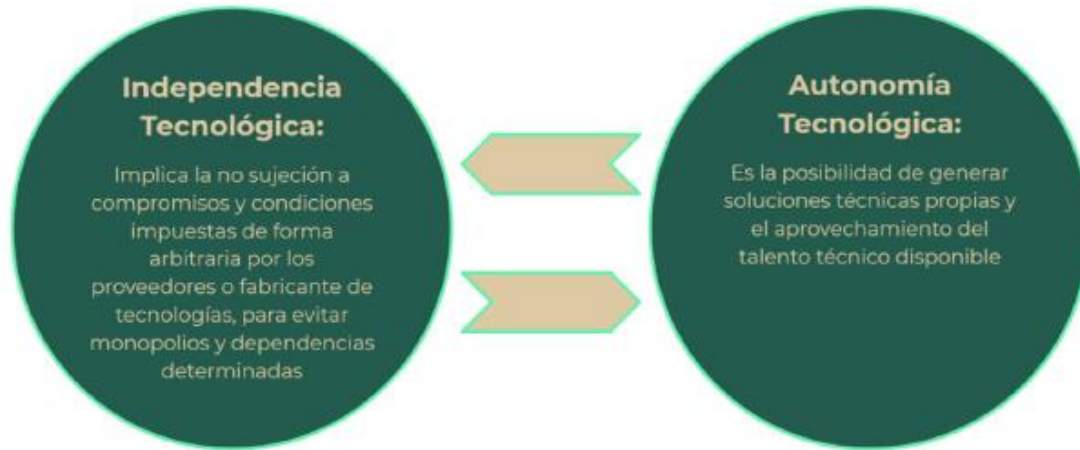 Independencia
Tecnológica:
Implica la no sujeción a
compromisos y condiciones
impuestas de forma
arbitraria por los
proveedores o fabricante de
tecnologías, para evitar
monopolios y dependencias
determinadas
Autonomía
Tecnológica:
Es la posibilidad de generar
soluciones técnicas propias y
el aprovechamiento del
talento técnico disponible